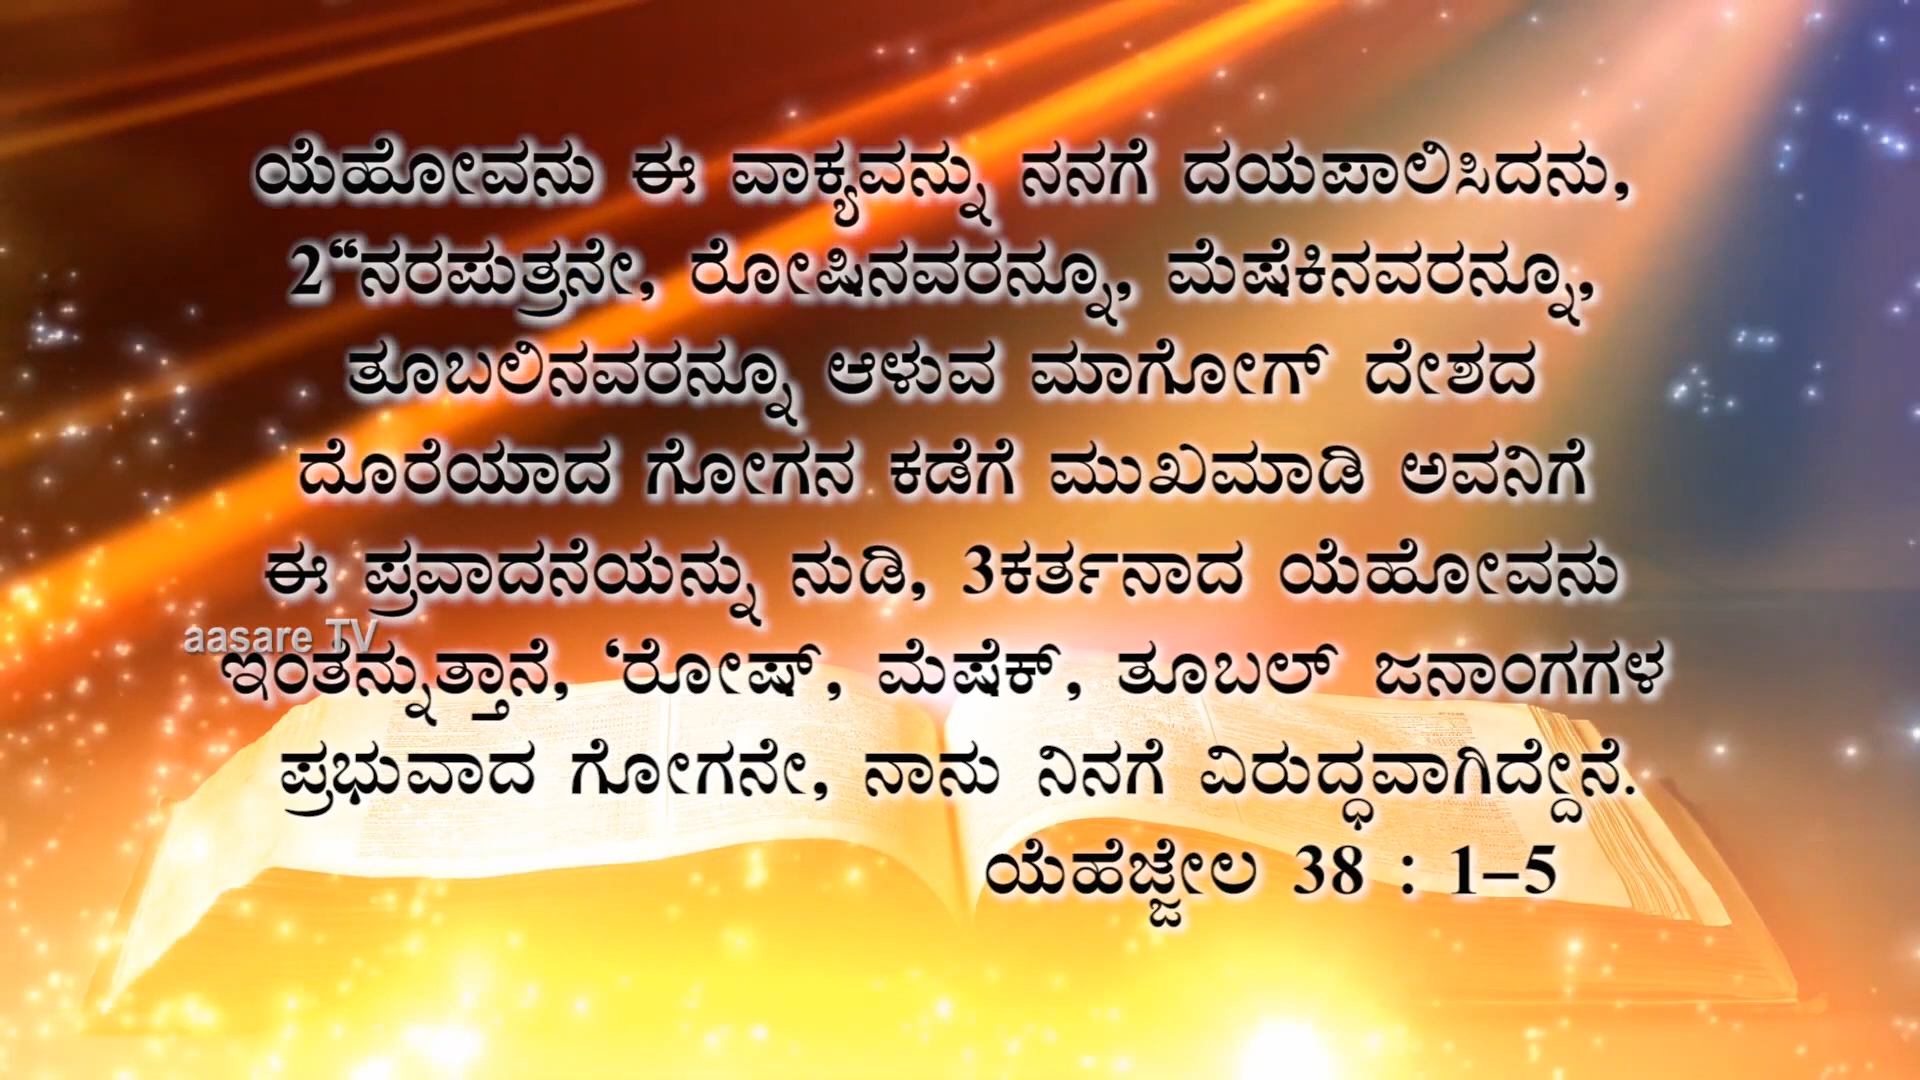 ಯೆಹೋವನು ಈ ವಾಕ್ಯವನ್ನು ನನಗೆ ದಯಪಾಲಿಸಿದನು,
2“ನರಪುತ್ರನೇ, ರೋಷಿನವರನ್ನೂ, ಮೆಷೆಕಿನವರನ್ನೂ,
ತೂಬಲಿನವರನ್ನೂ ಆಳುವ ಮಾಗೋಗ್ ದೇಶದ
ದೊರೆಯಾದ ಗೋಗನ ಕಡೆಗೆ ಮುಖಮಾಡಿ ಅವನಿಗೆ
ಈ ಪ್ರವಾದನೆಯನ್ನು ನುಡಿ, 3ಕರ್ತನಾದ ಯೆಹೋವನು
aasare TV
ಇಂತೆನ್ನುತ್ತಾನೆ, ‘ರೋಷ್, ಮೆಷೆಕ್, ತೂಬಲ್ ಜನಾಂಗಗಳ
ಪ್ರಭುವಾದ ಗೋಗನೇ, ನಾನು ನಿನಗೆ ವಿರುದ್ಧವಾಗಿದ್ದೇನೆ.
ಯೆಹೆಜ್ಜೇಲ 38 : 1–5